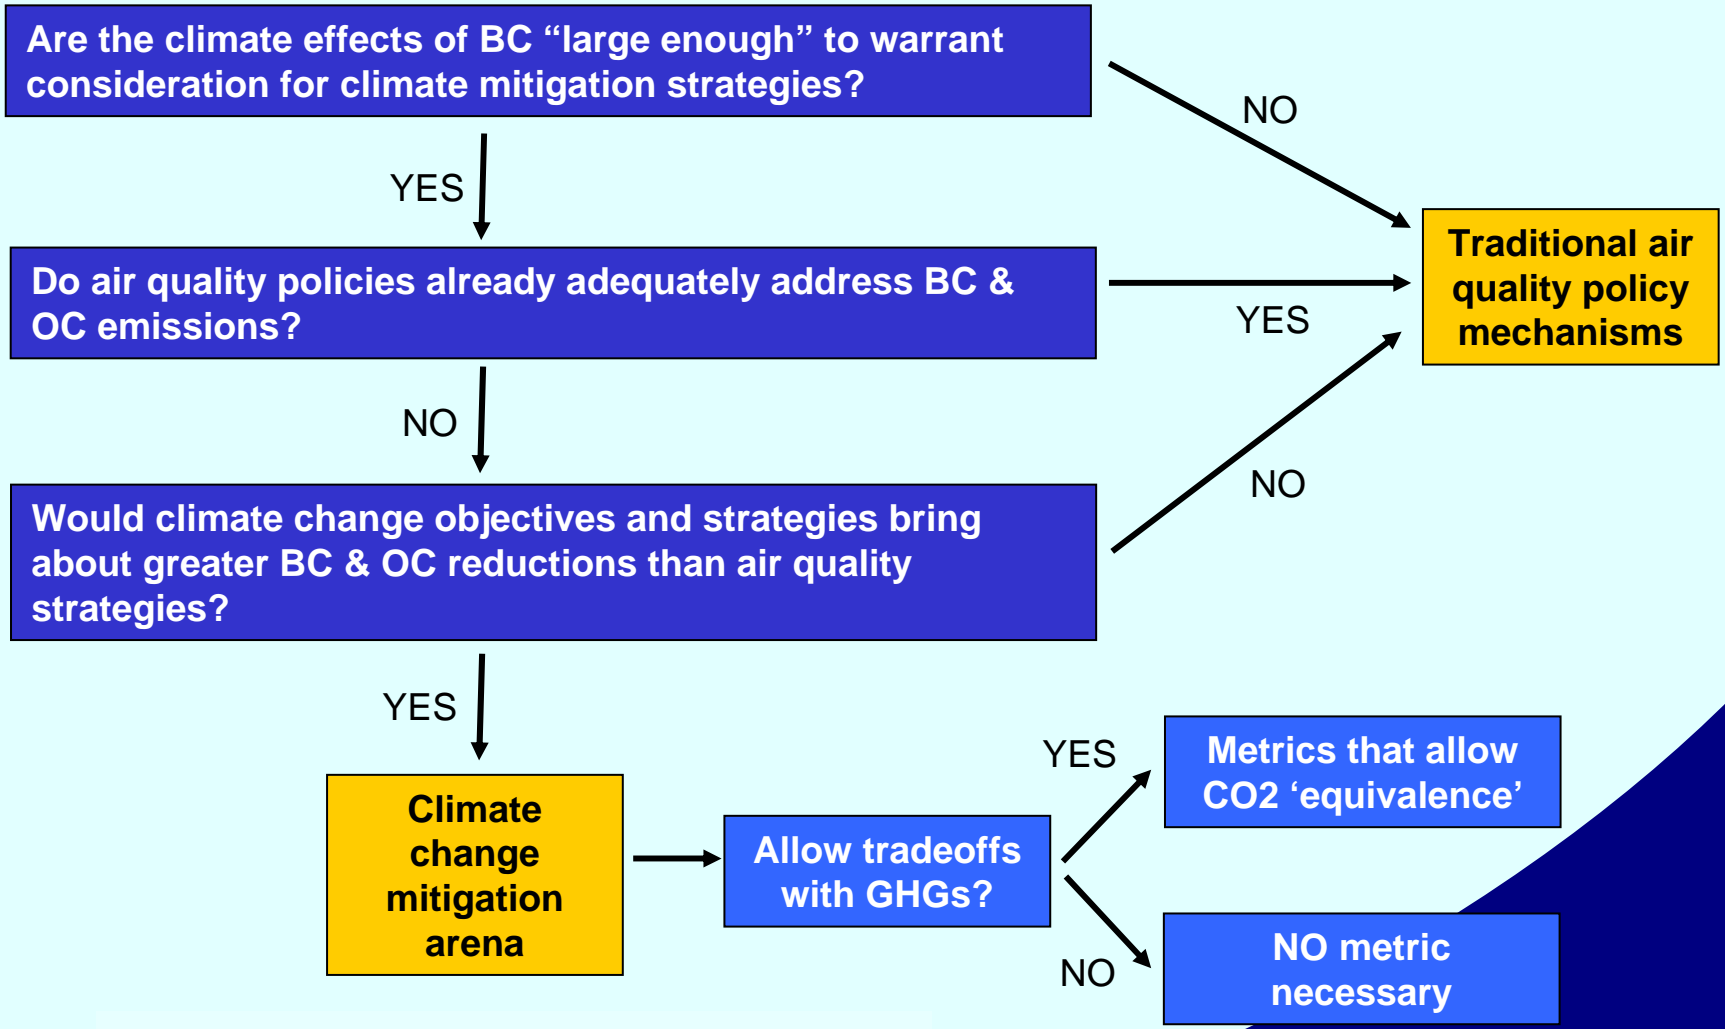 Are the climate effects of BC “large enough” to warrant
consideration for climate mitigation strategies?
NO
YES
Do air quality policies already adequately address BC &
OC emissions?
YES
Traditional air
quality policy
mechanisms
NO
Would climate change objectives and strategies bring
about greater BC & OC reductions than air quality
strategies?
NO
YES
Climate
change
mitigation
arena
Allow tradeoffs
with GHGs?
YES
Metrics that allow
CO2 ‘equivalence’
NO
NO metric
necessary